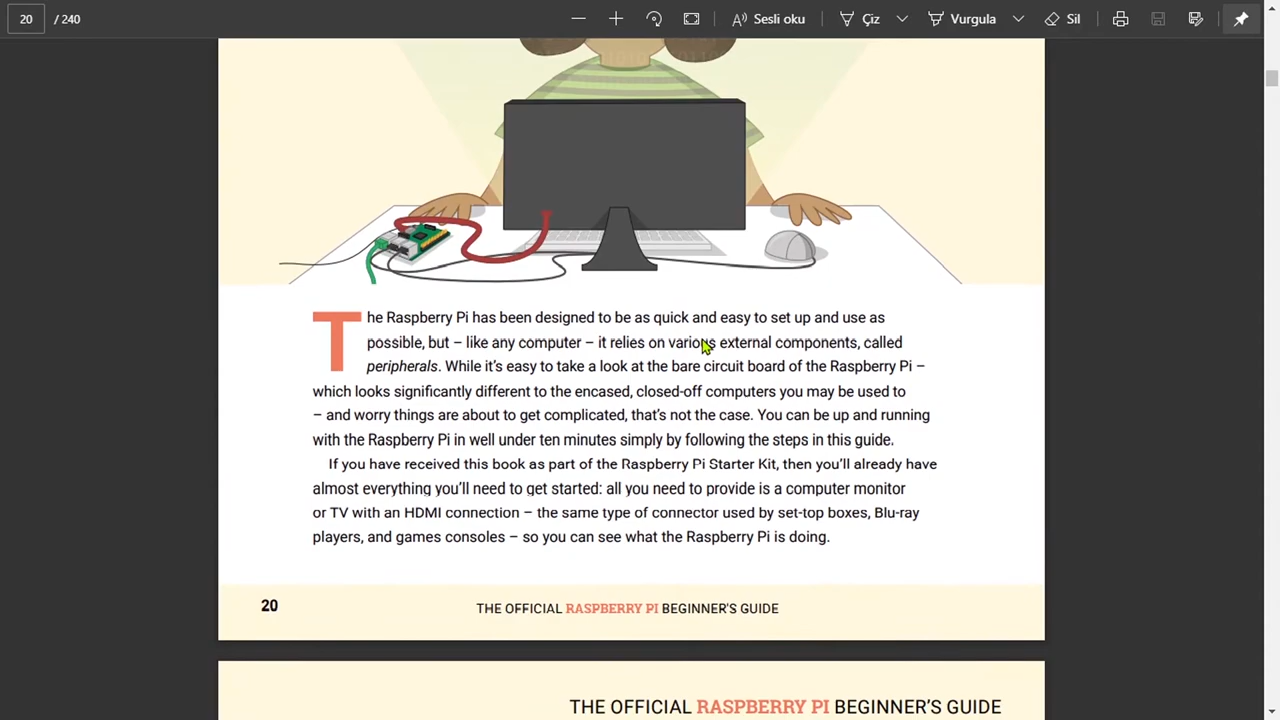 20 / 240 Sesli oku Çiz Vurgula Sil
The Raspberry Pi has been designed to be as quick and easy to set up and use as
possible, but – like any computer – it relies on various external components, called
peripherals. While it's easy to take a look at the bare circuit board of the Raspberry Pi –
which looks significantly different to the encased, closed-off computers you may be used to
– and worry things are about to get complicated, that's not the case. You can be up and running
with the Raspberry Pi in well under ten minutes simply by following the steps in this guide.
If you have received this book as part of the Raspberry Pi Starter Kit, then you'll already have
almost everything you'll need to get started: all you need to provide is a computer monitor
or TV with an HDMI connection – the same type of connector used by set-top boxes, Blu-ray
players, and games consoles – so you can see what the Raspberry Pi is doing.
20 THE OFFICIAL RASPBERRY PI BEGINNER'S GUIDE
THE OFFICIAL RASPBERRY PI BEGINNER'S GUIDE